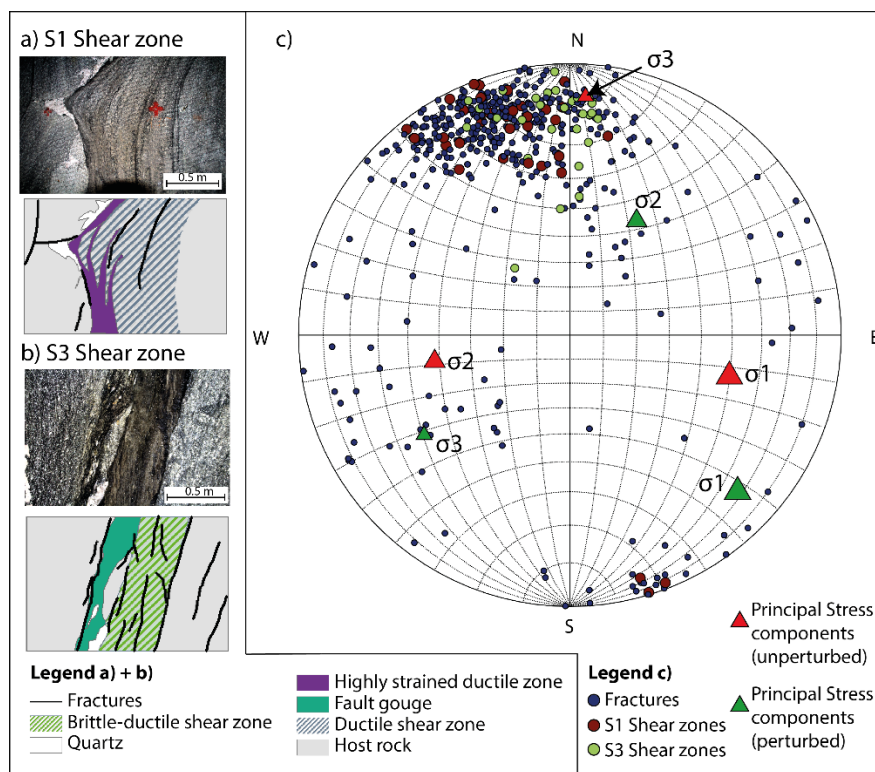 a) S1 Shear zone
0.5 m
b) S3 Shear zone
0.5 m
Legend a) + b)
Fractures
Brittle-ductile shear zone
Quartz
Highly strained ductile zone
Fault gouge
Ductile shear zone
Host rock
c)
N
σ3
σ2
W
E
σ2
σ1
σ3
σ1
S
Legend c)
Fractures
S1 Shear zones
S3 Shear zones
Principal Stress
components
(unperturbed)
Principal Stress
components
(perturbed)